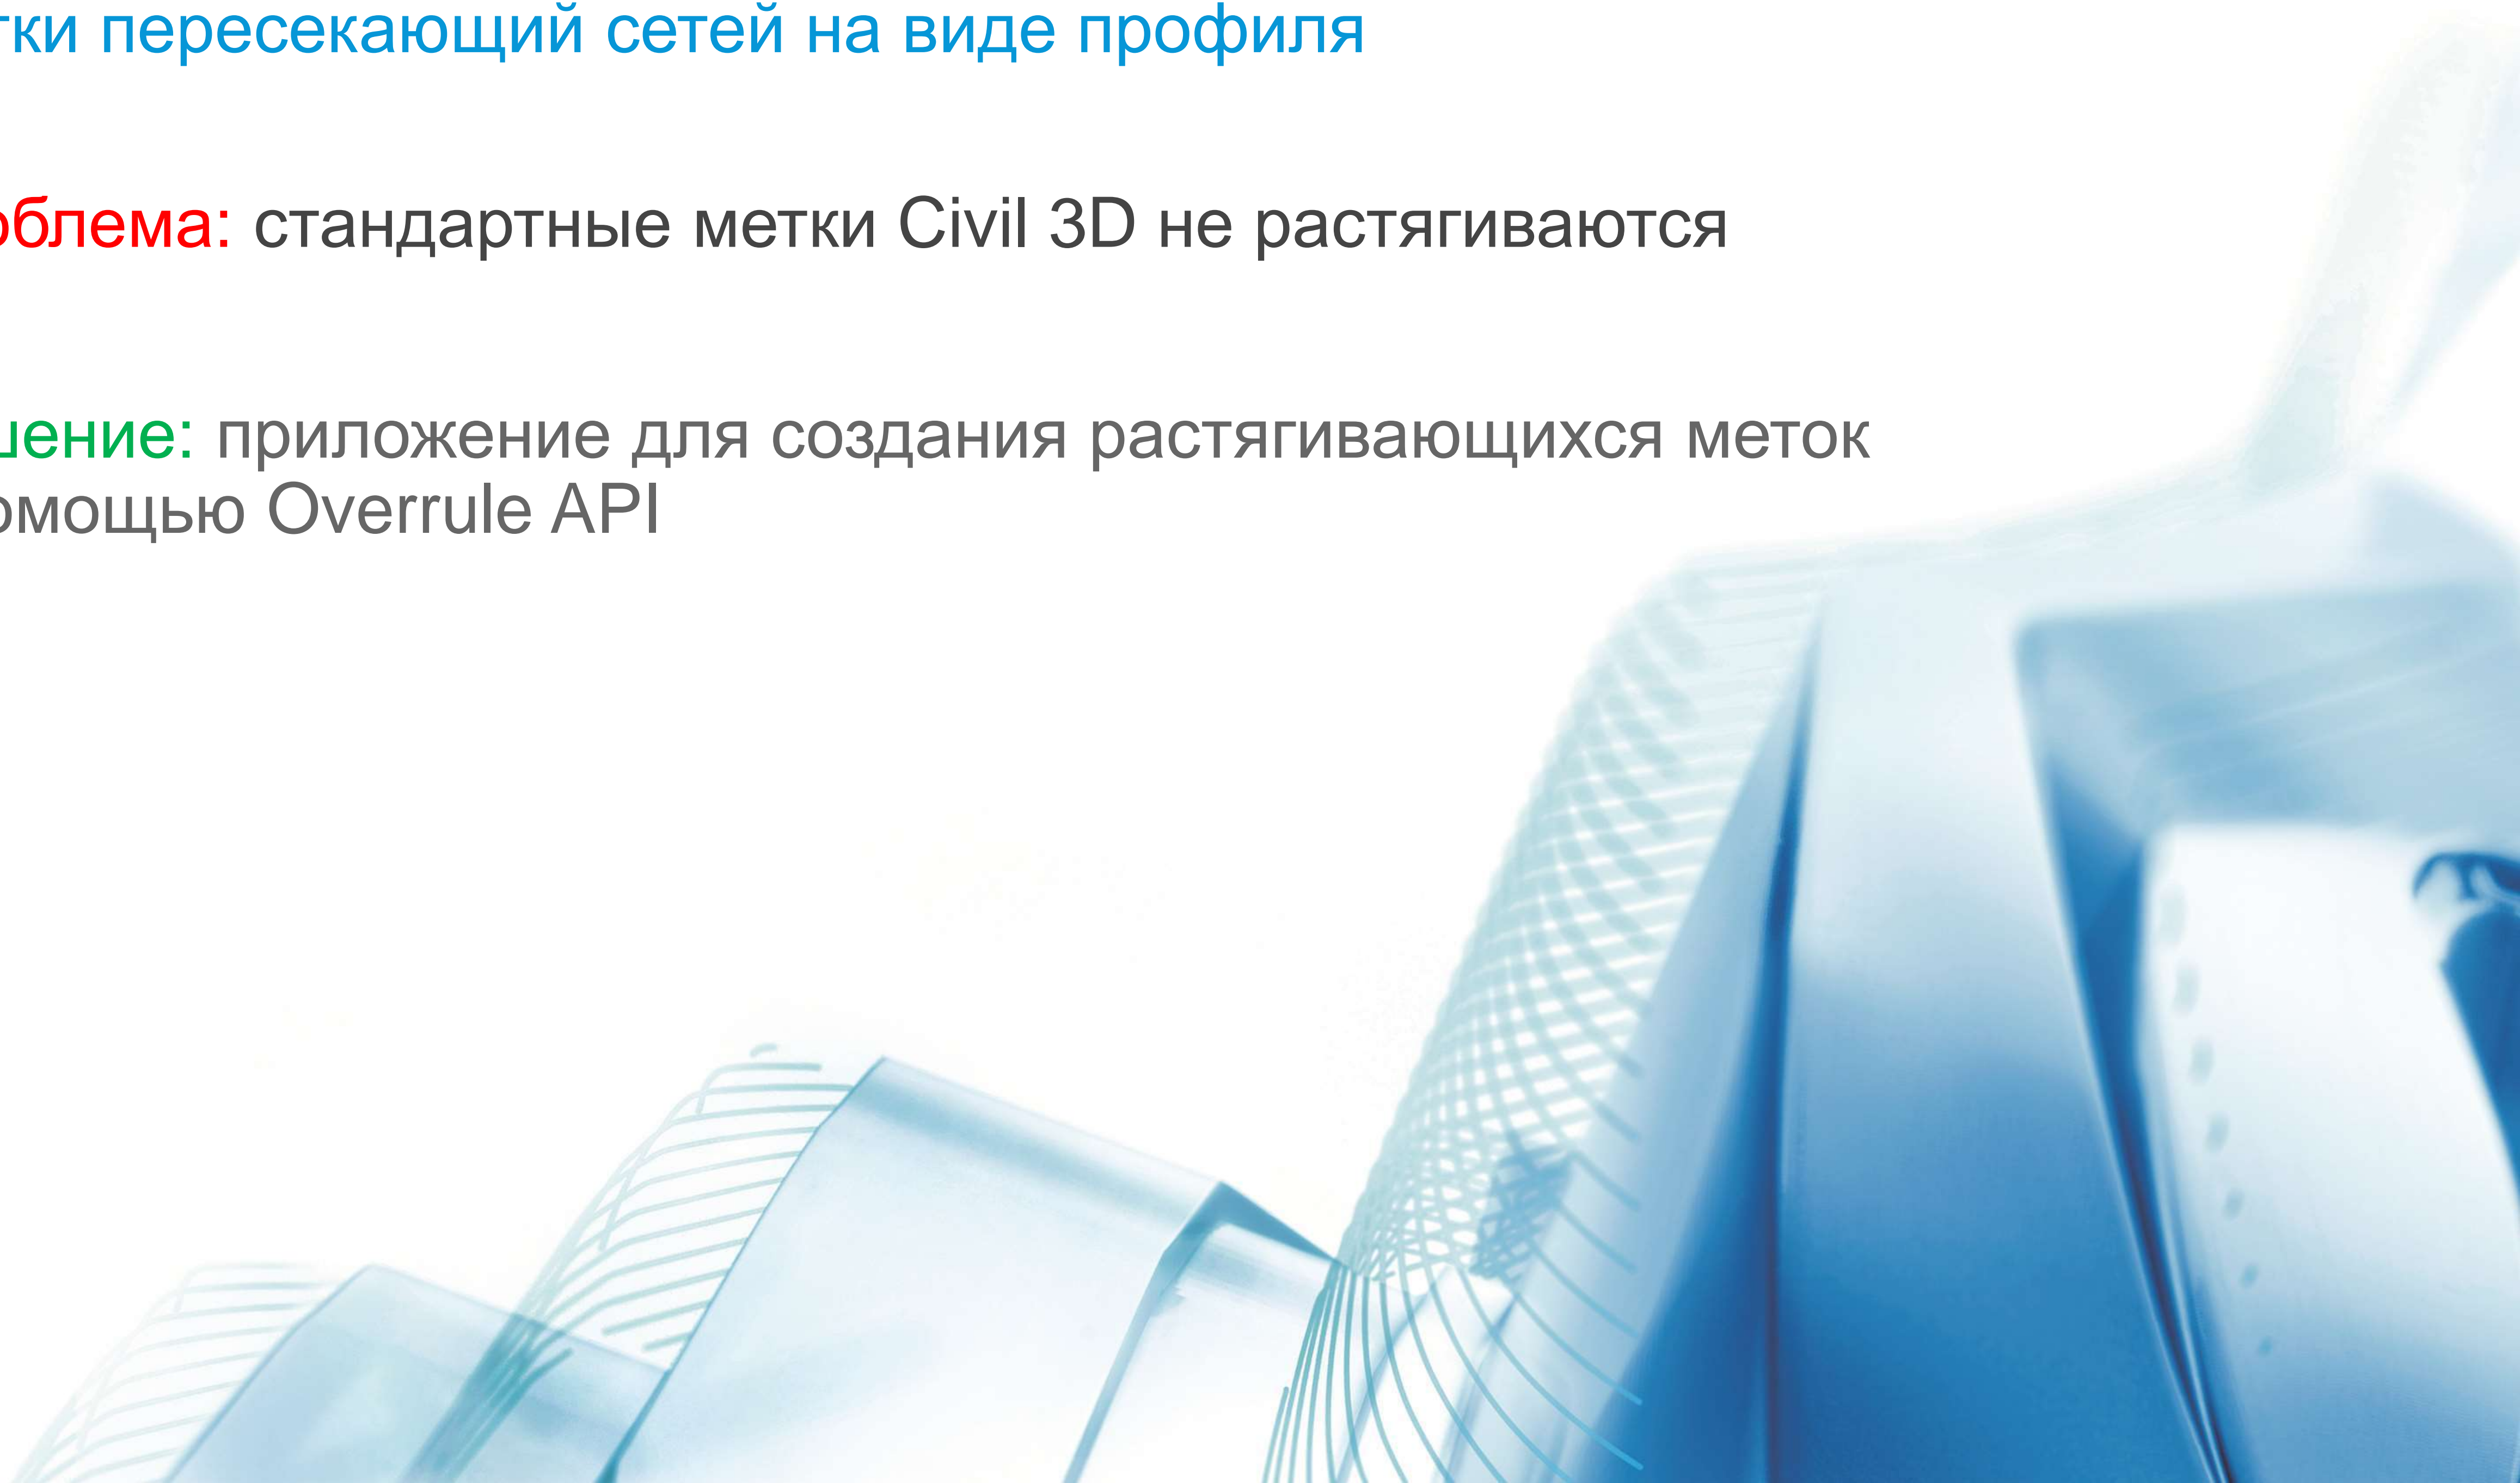 тки пересекающий сетей на виде профиля
облема: стандартные метки Civil 3D не растягиваются
шение: приложение для создания растягивающихся меток
омощью Overrule API